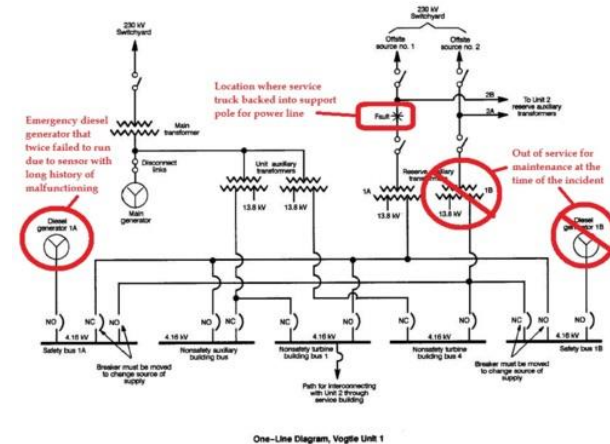 230 kV
Switchyard
230 kV
Switchyard
Offsite
source no. 1
Offsite
source no. 2
Location where service
truck backed into support
pole for power line
2B
2A
To Unit 2
reserve auxiliary
transformers
Fault
Emergency diesel
generator that
twice failed to run
due to sensor with
long history of
malfunctioning
Main
transformer
Disconnect
links
Main
generator
Unit auxiliary
transformers
13.8 kV
13.8 kV
Reserve auxiliary
1A
1B
13.8 kV
13.8 kV
Out of service for
maintenance at the
time of the incident
Diesel
generator 1A
Diesel
generator 1B
NO
NC
NO
NO
NC
NC
NO
NC
NO
NO
4.16 kV
4.16 kV
4.16 kV
4.16 kV
4.16 kV
4.16 kV
Safety bus 1A
Breaker must be moved
to change source of
supply
Nonsafety auxiliary
building bus
Nonsafety turbine
building bus 1
Nonsafety turbine
building bus 4
Breaker must be moved
to change source of
supply
Safety bus 1B
Path for interconnecting
with Unit 2 through
service building
One-Line Diagram, Vogtle Unit 1